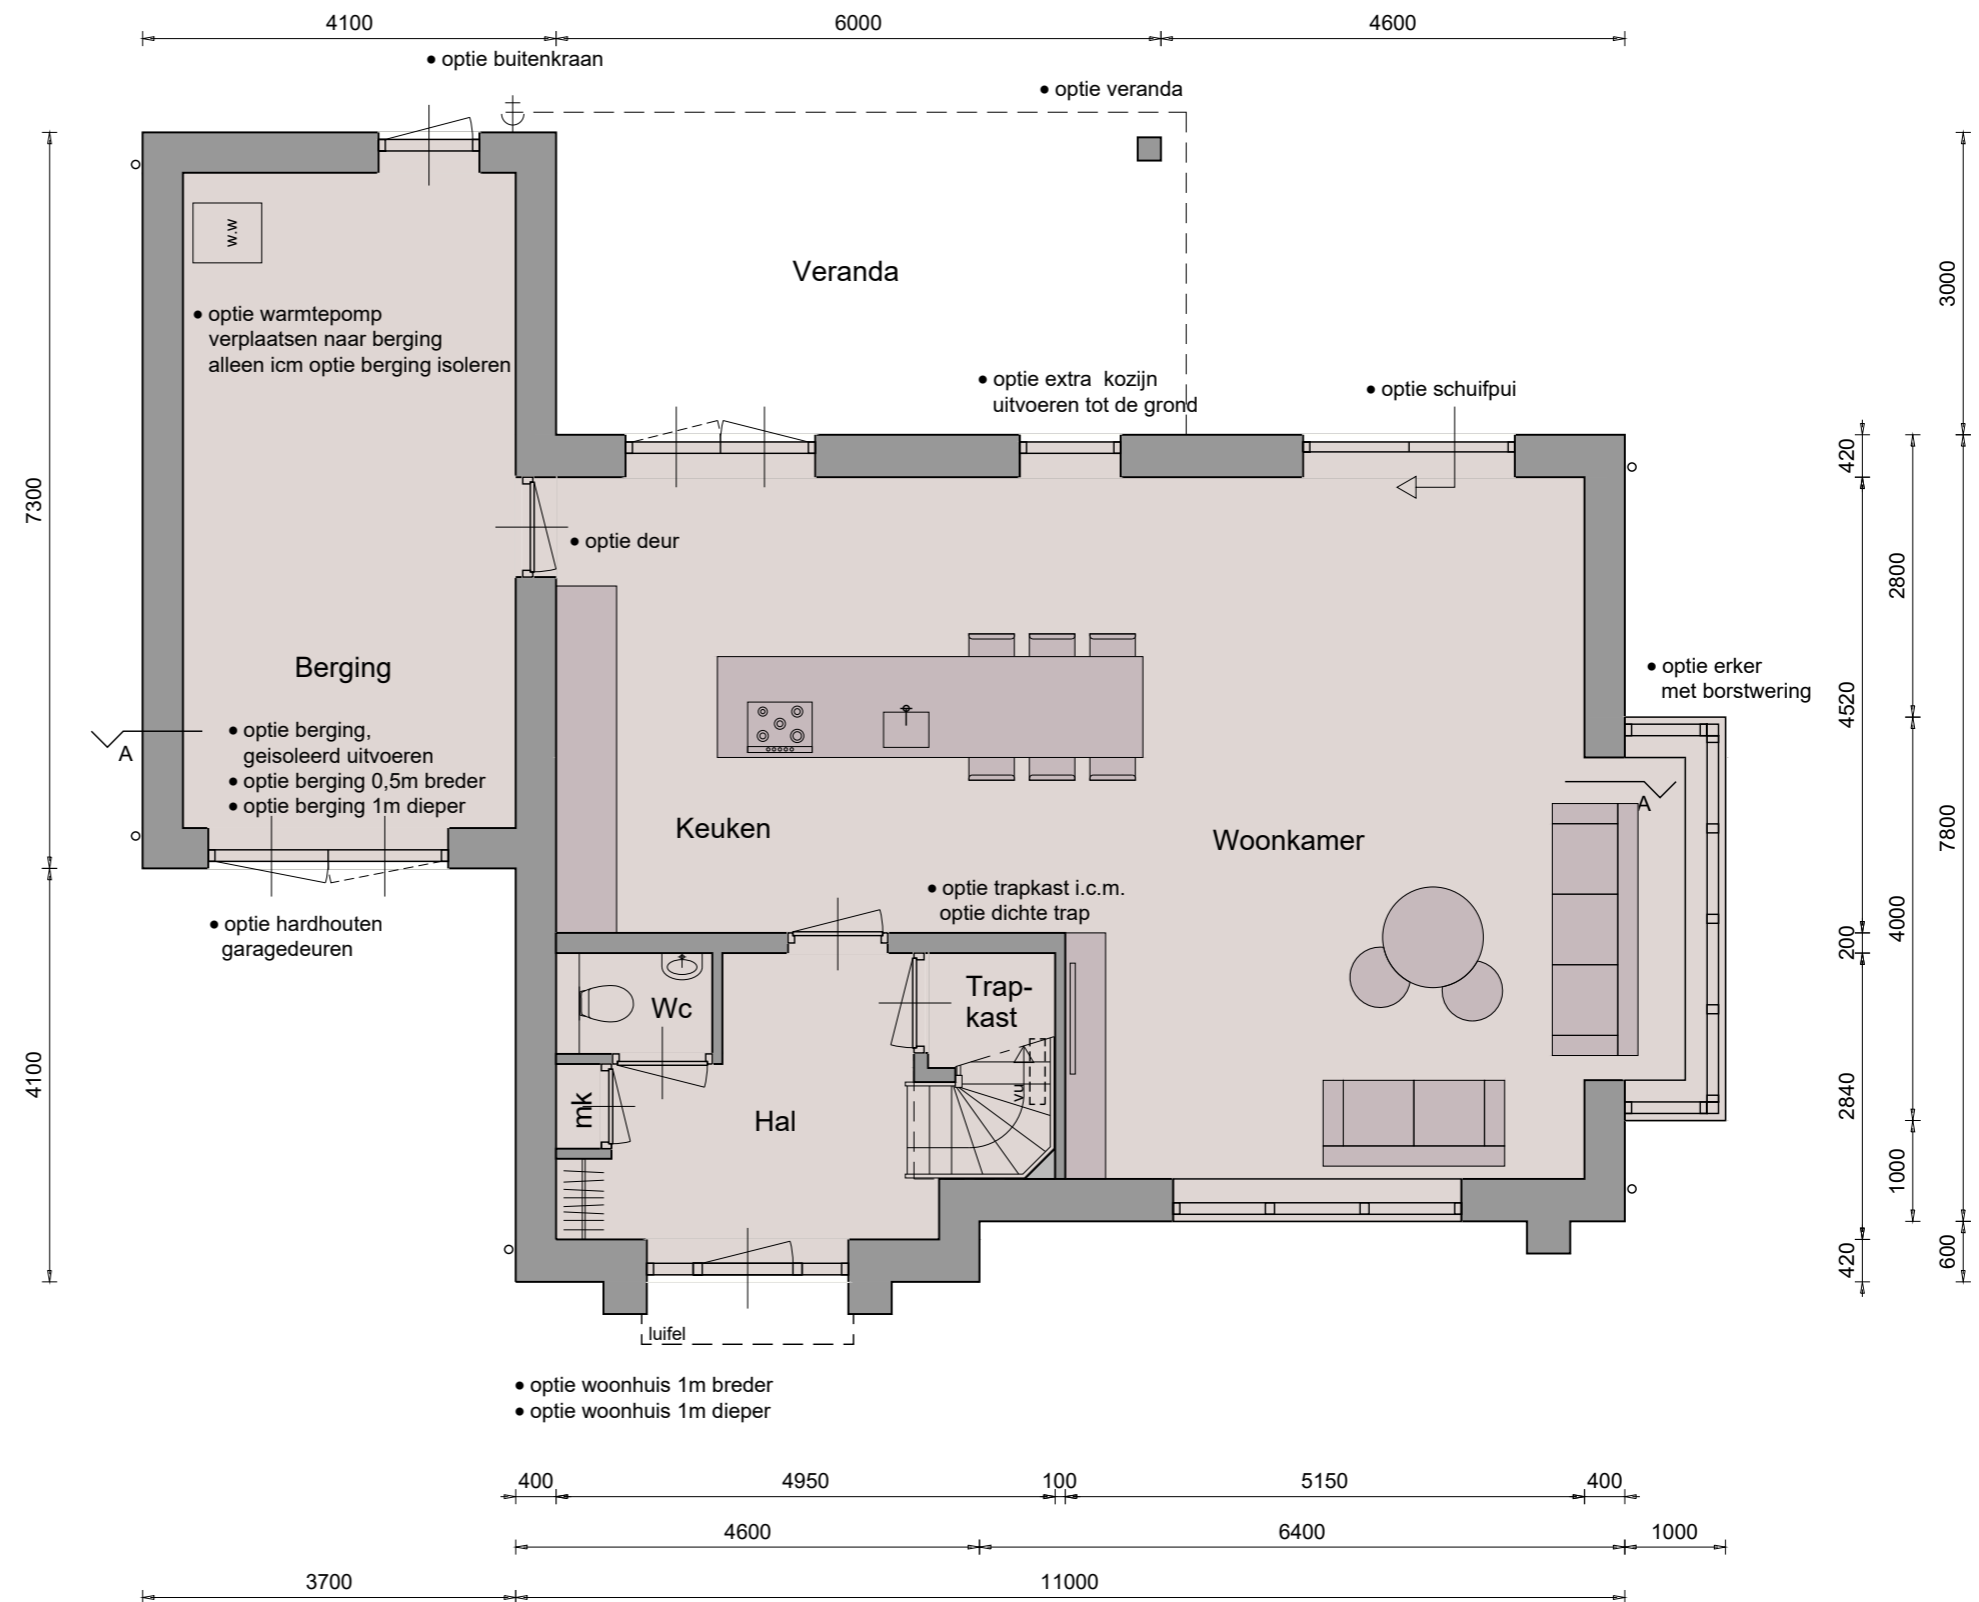 4100
6000
4600
• optie buitenkraan
• optie veranda
w.w
Veranda
3000
• optie warmtepomp
verplaatsen naar berging
alleen icm optie berging isoleren
• optie extra kozijn
uitvoeren tot de grond
• optie schuifpui
420
7300
2800
• optie deur
Berging
• optie erker
met borstwering
4520
A
• optie berging,
geisoleerd uitvoeren
• optie berging 0,5m breder
• optie berging 1m dieper
A
Keuken
Woonkamer
7800
• optie hardhouten
garagedeuren
• optie trapkast i.c.m.
optie dichte trap
4000
200
Wc
Trap-
kast
4100
mk
Hal
vu
2840
1000
420
600
luifel
• optie woonhuis 1m breder
• optie woonhuis 1m dieper
400
4950
100
5150
400
4600
6400
1000
3700
11000